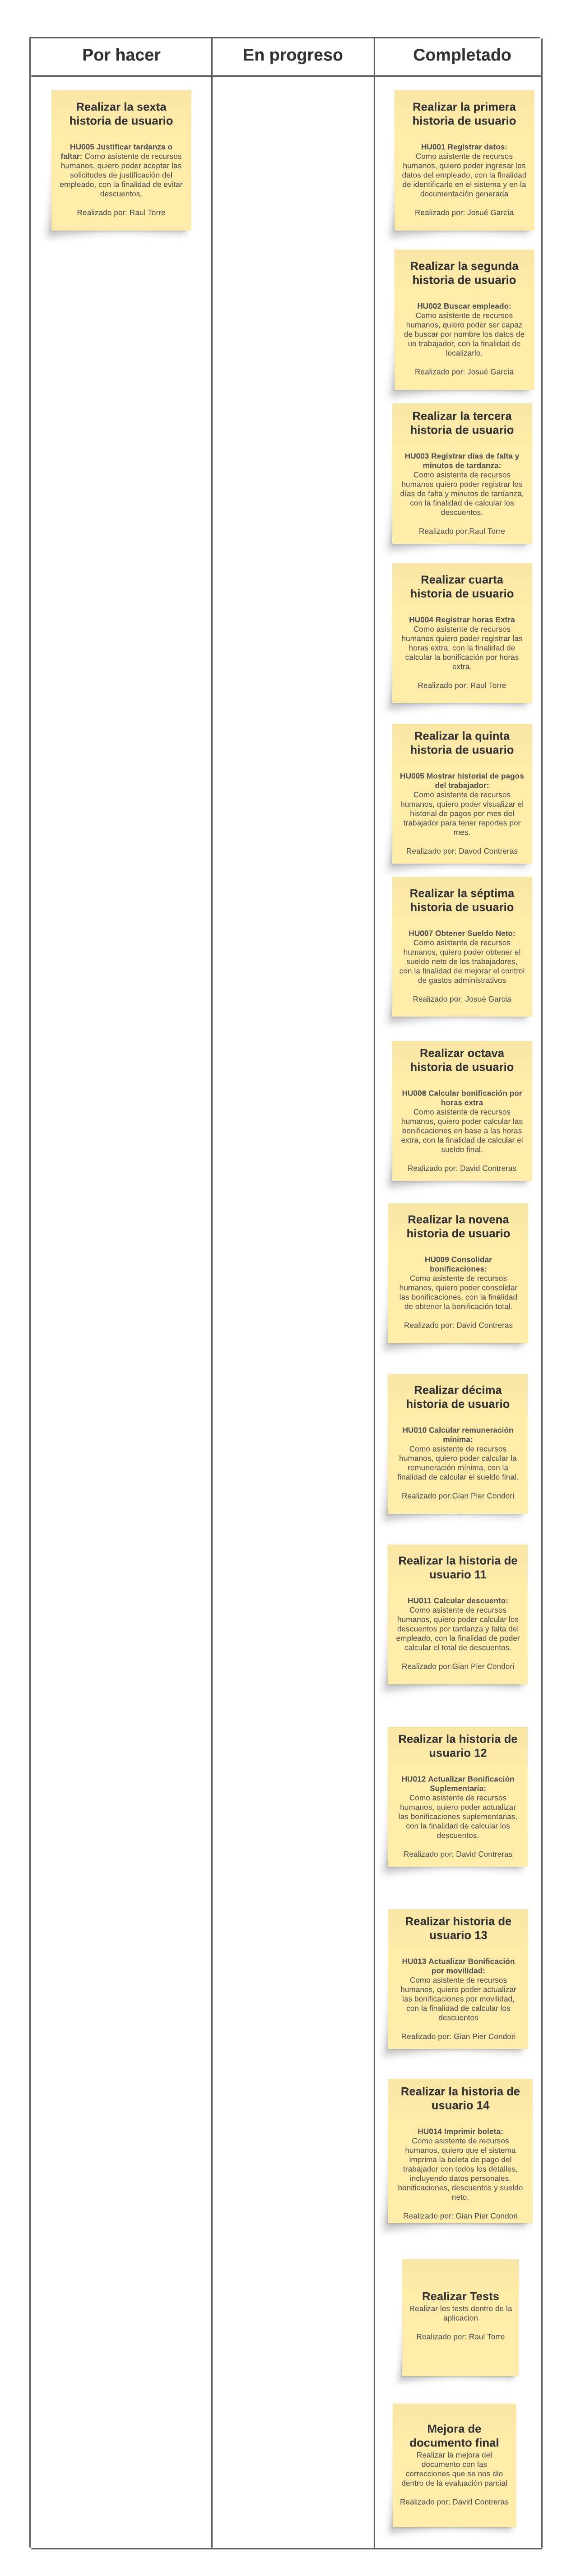 Por hacer
En progreso
Completado
Realizar la sexta
historia de usuario
HU005 Justificar tardanza o
faltar: Como asistente de recursos
humanos, quiero poder aceptar las
solicitudes de justificación del
empleado, con la finalidad de evitar
descuentos.
Realizado por: Raul Torre
Realizar la primera
historia de usuario
HU001 Registrar datos:
Como asistente de recursos
humanos, quiero poder ingresar los
datos del empleado, con la finalidad
de identificarlo en el sistema y en la
documentación generada
Realizado por: Josué García
Realizar la segunda
historia de usuario
HU002 Buscar empleado:
Como asistente de recursos
humanos, quiero poder ser capaz
de buscar por nombre los datos de
un trabajador, con la finalidad de
localizarlo.
Realizado por: Josué García
Realizar la tercera
historia de usuario
HU003 Registrar días de falta y
minutos de tardanza:
Como asistente de recursos
humanos quiero poder registrar los
días de falta y minutos de tardanza,
con la finalidad de calcular los
descuentos.
Realizado por:Raul Torre
Realizar cuarta
historia de usuario
HU004 Registrar horas Extra
Como asistente de recursos
humanos quiero poder registrar las
horas extra, con la finalidad de
calcular la bonificación por horas
extra.
Realizado por: Raul Torre
Realizar la quinta
historia de usuario
HU005 Mostrar historial de pagos
del trabajador:
Como asistente de recursos
humanos, quiero poder visualizar el
historial de pagos por mes del
trabajador para tener reportes por
mes.
Realizado por: Davod Contreras
Realizar la séptima
historia de usuario
HU007 Obtener Sueldo Neto:
Como asistente de recursos
humanos, quiero poder obtener el
sueldo neto de los trabajadores,
con la finalidad de mejorar el control
de gastos administrativos
Realizado por: Josué Garcia
Realizar octava
historia de usuario
HU008 Calcular bonificación por
horas extra
Como asistente de recursos
humanos, quiero poder calcular las
bonificaciones en base a las horas
extra, con la finalidad de calcular el
sueldo final.
Realizado por: David Contreras
Realizar la novena
historia de usuario
HU009 Consolidar
bonificaciones:
Como asistente de recursos
humanos, quiero poder consolidar
las bonificaciones, con la finalidad
de obtener la bonificación total.
Realizado por: David Contreras
Realizar décima
historia de usuario
HU010 Calcular remuneración
mínima:
Como asistente de recursos
humanos, quiero poder calcular la
remuneración mínima, con la
finalidad de calcular el sueldo final.
Realizado por:Gian Pier Condori
Realizar la historia de
usuario 11
HU011 Calcular descuento:
Como asistente de recursos
humanos, quiero poder calcular los
descuentos por tardanza y falta del
empleado, con la finalidad de poder
calcular el total de descuentos.
Realizado por:Gian Pier Condori
Realizar la historia de
usuario 12
HU012 Actualizar Bonificación
Suplementaria:
Como asistente de recursos
humanos, quiero poder actualizar
las bonificaciones suplementarías,
con la finalidad de calcular los
descuentos.
Realizado por: David Contreras
Realizar historia de
usuario 13
HU013 Actualizar Bonificación
por movilidad:
Como asistente de recursos
humanos, quiero poder actualizar
las bonificaciones por movilidad,
con la finalidad de calcular los
descuentos
Realizado por: Gian Pier Condori
Realizar la historia de
usuario 14
HU014 Imprimir boleta:
Como asistente de recursos
humanos, quiero que el sistema
imprima la boleta de pago del
trabajador con todos los detalles,
incluyendo datos personales,
bonificaciones, descuentos y sueldo
neto.
Realizado por: Gian Pier Condori
Realizar Tests
Realizar los tests dentro de la
aplicacion
Realizado por: Raul Torre
Mejora de
documento final
Realizar la mejora del
documento con las
correcciones que se nos dio
dentro de la evaluación parcial
Realizado por: David Contreras